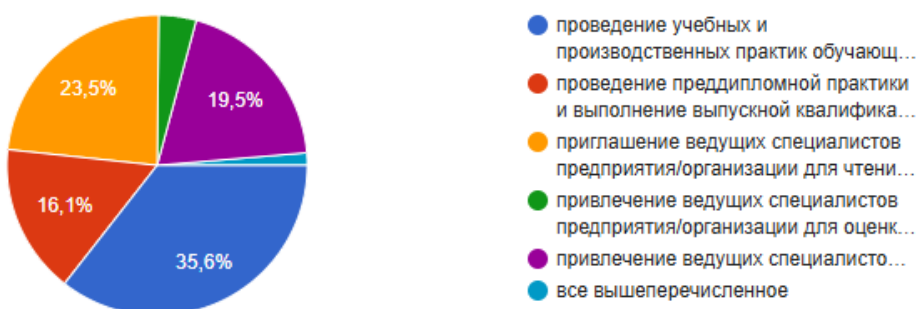 23,5%
19,5%
16,1%
35,6%
проведение учебных и
производственных практик обучающ...
проведение преддипломной практики
и выполнение выпускной квалифика...
приглашение ведущих специалистов
предприятия/организации для чтени...
привлечение ведущих специалистов
предприятия/организации для оценк...
привлечение ведущих специалисто...
все вышеперечисленное